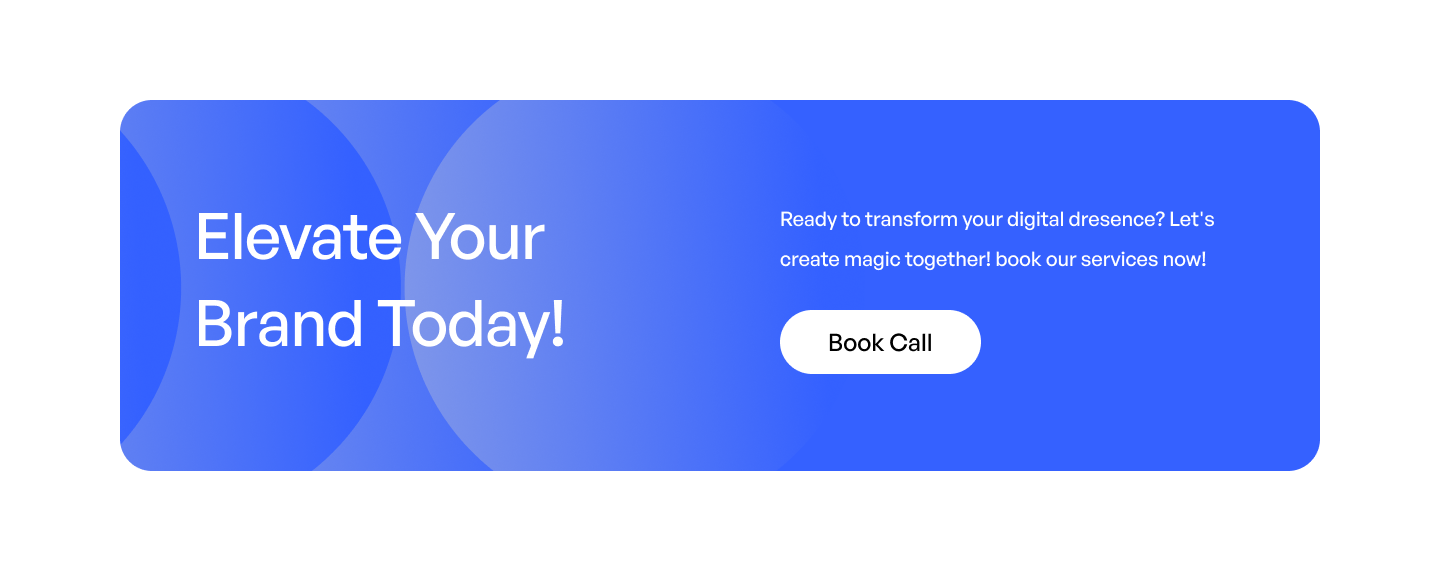 Elevate Your
Brand Today!
Ready to transform your digital dresence? Let's
create magic together! book our services now!
Book Call